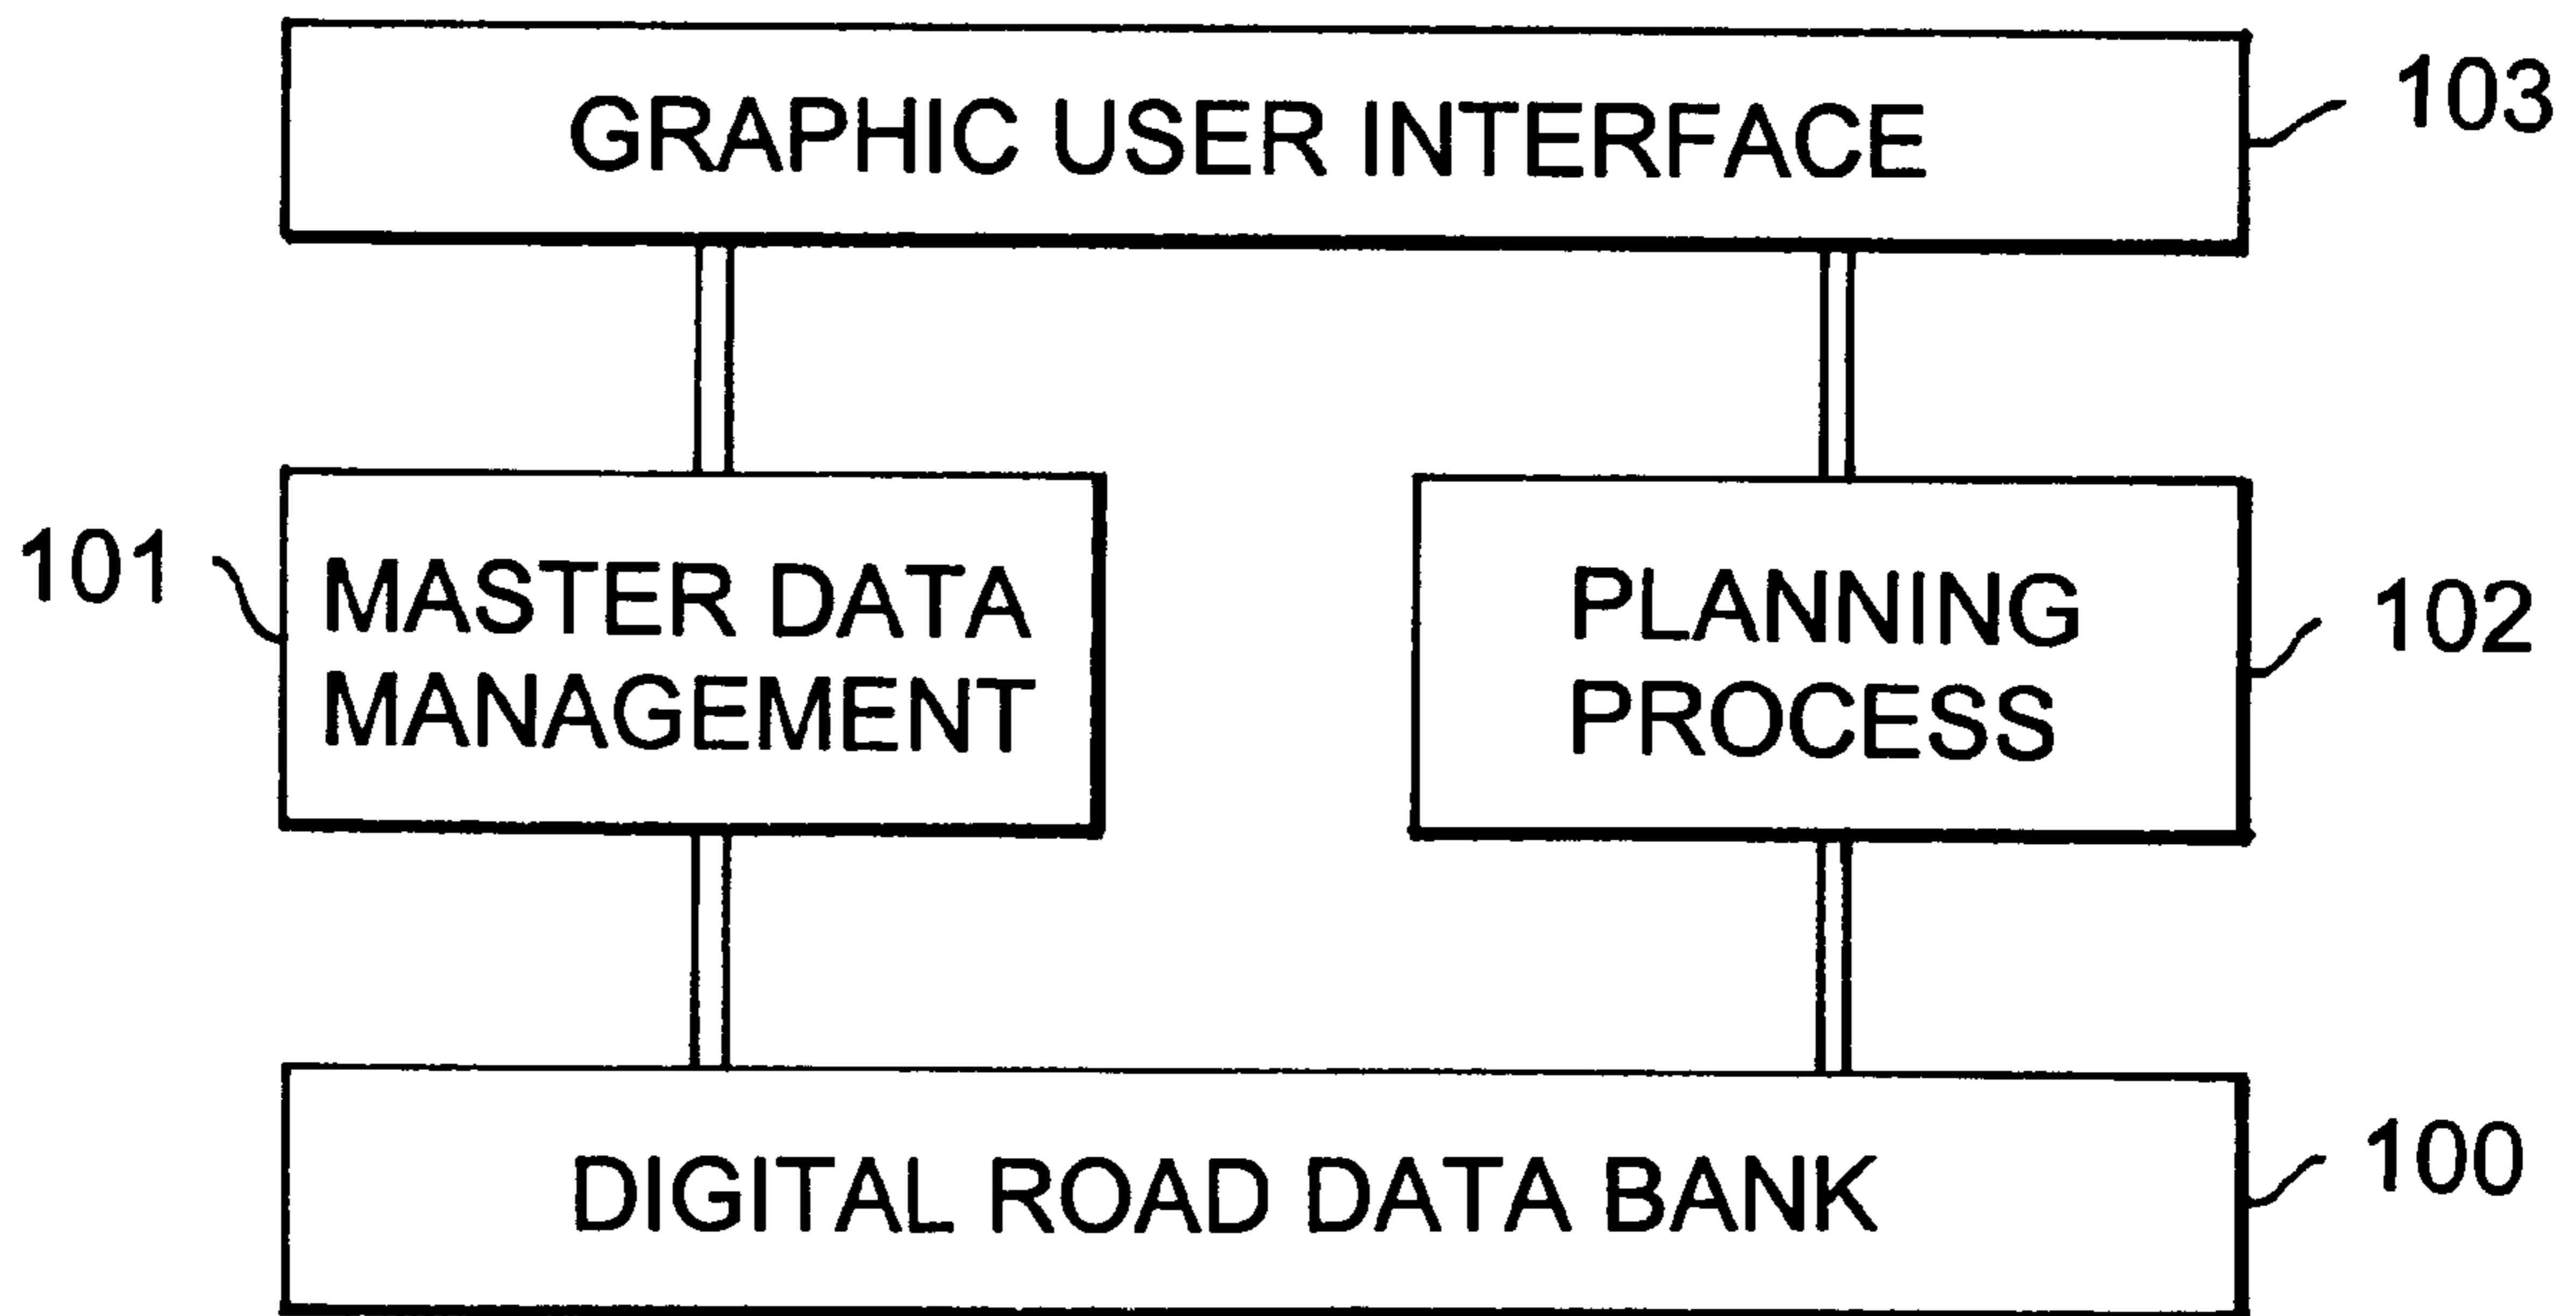 GRAPHIC USER INTERFACE
103
101
MASTER DATA
MANAGEMENT
PLANNING
PROCESS
102
DIGITAL ROAD DATA BANK
100